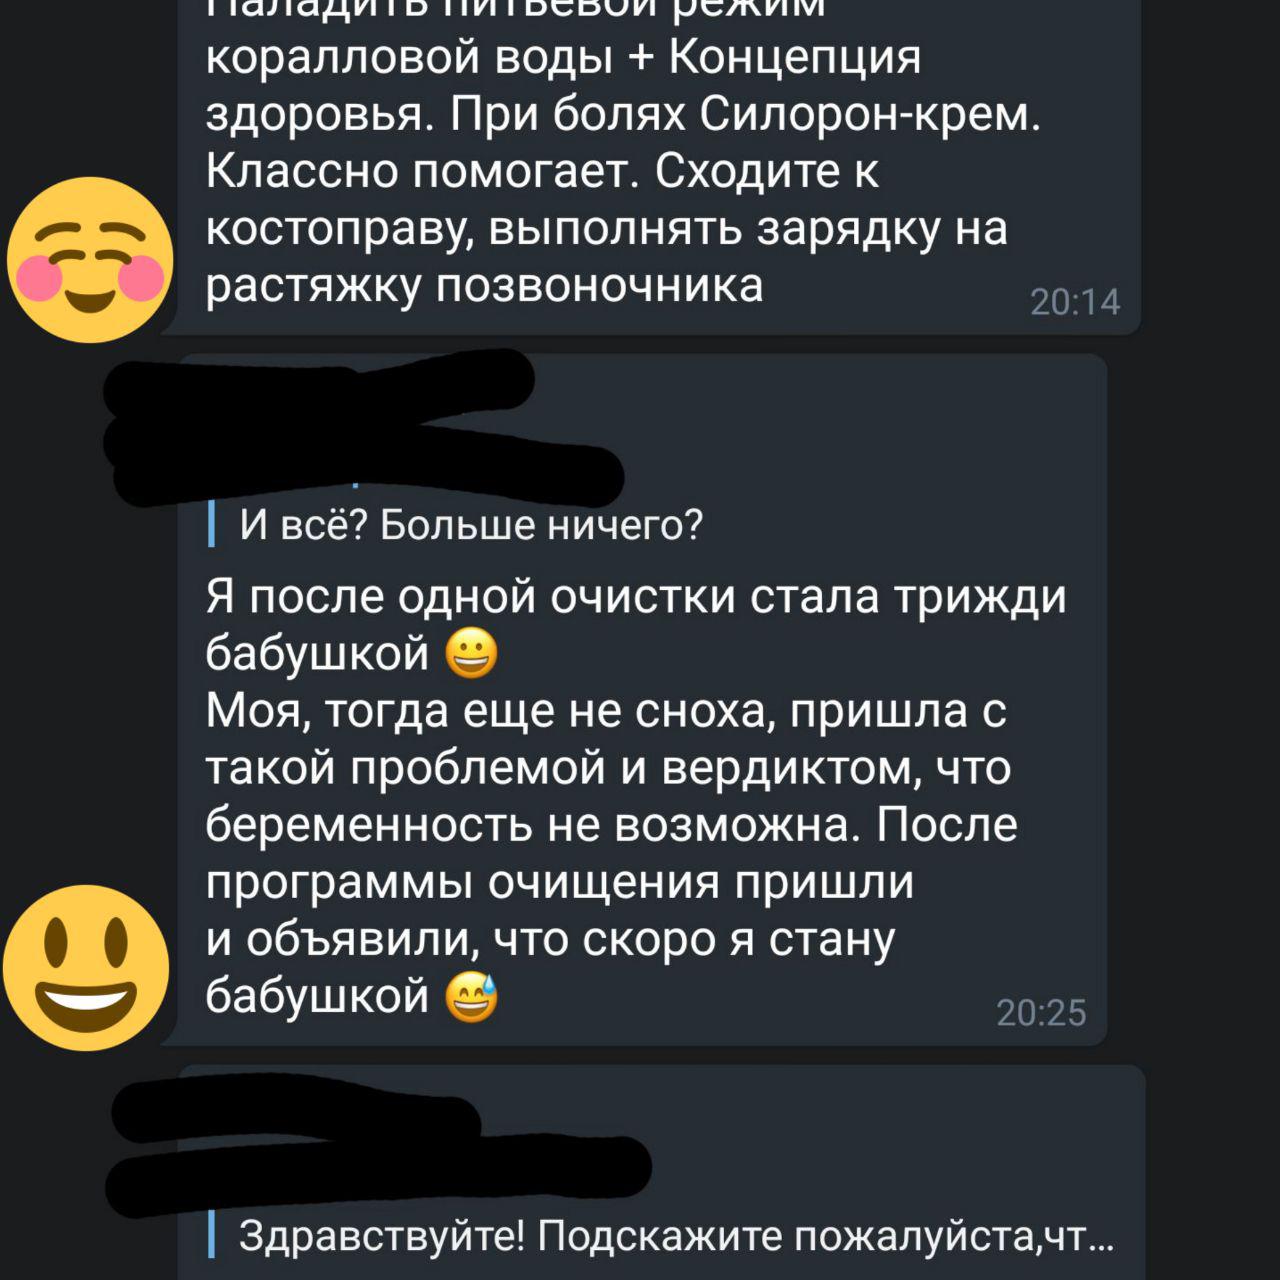 Наладить питьевой режим
коралловой воды + Концепция
здоровья. При болях Силорон-крем.
Классно помогает. Сходите к
костоправу, выполнять зарядку на
растяжку позвоночника
20:14
И всё? Больше ничего?
Я после одной очистки стала трижди
бабушкой 😀
Моя, тогда еще не сноха, пришла с
такой проблемой и вердиктом, что
беременность не возможна. После
программы очищения пришли
и объявили, что скоро я стану
бабушкой 😅
20:25
Здравствуйте! Подскажите пожалуйста,чт...